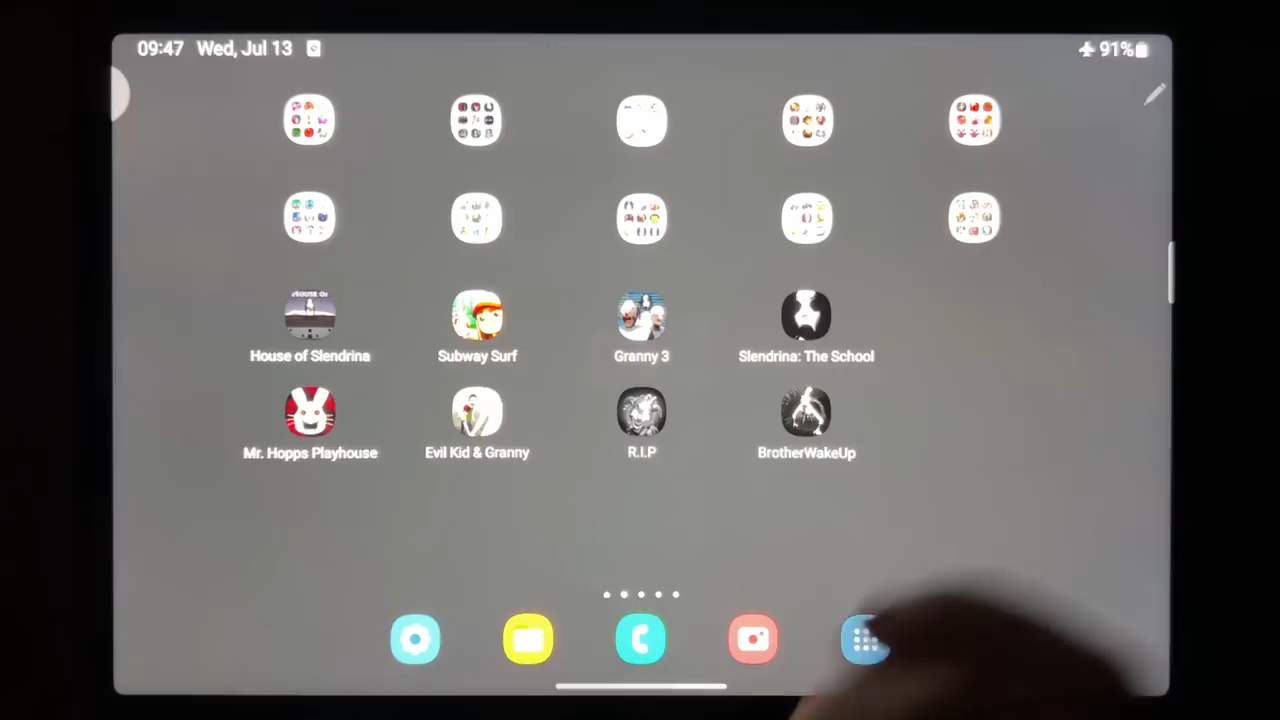 09:47 Wed, Jul 13
91%
House of Slendrina
Subway Surf
Granny 3
Slendrina: The School
Mr. Hopps Playhouse
Evil Kid & Granny
R.I.P
BrotherWakeUp